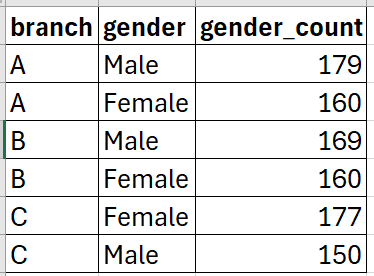 branch gender gender_count
A Male 179
A Female 160
B Male 169
B Female 160
C Female 177
C Male 150